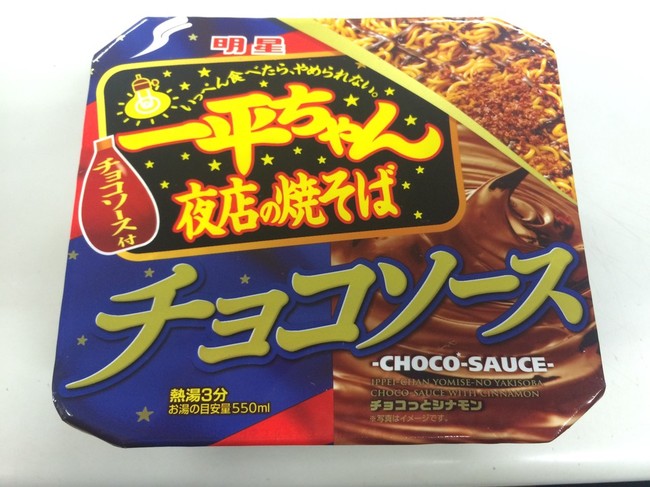 明星
いっぺん食べたら、やめられない。
一平ちゃん
夜店の焼そば
チョコソース付
チョコソース
-CHOCO-SAUCE-
IPPEI-CHAN YOMISE-NO YAKISOBA
CHOCO-SAUCE WITH CINNAMON
チョコっとシナモン
※写真はイメージです。
熱湯3分
お湯の目安量550ml